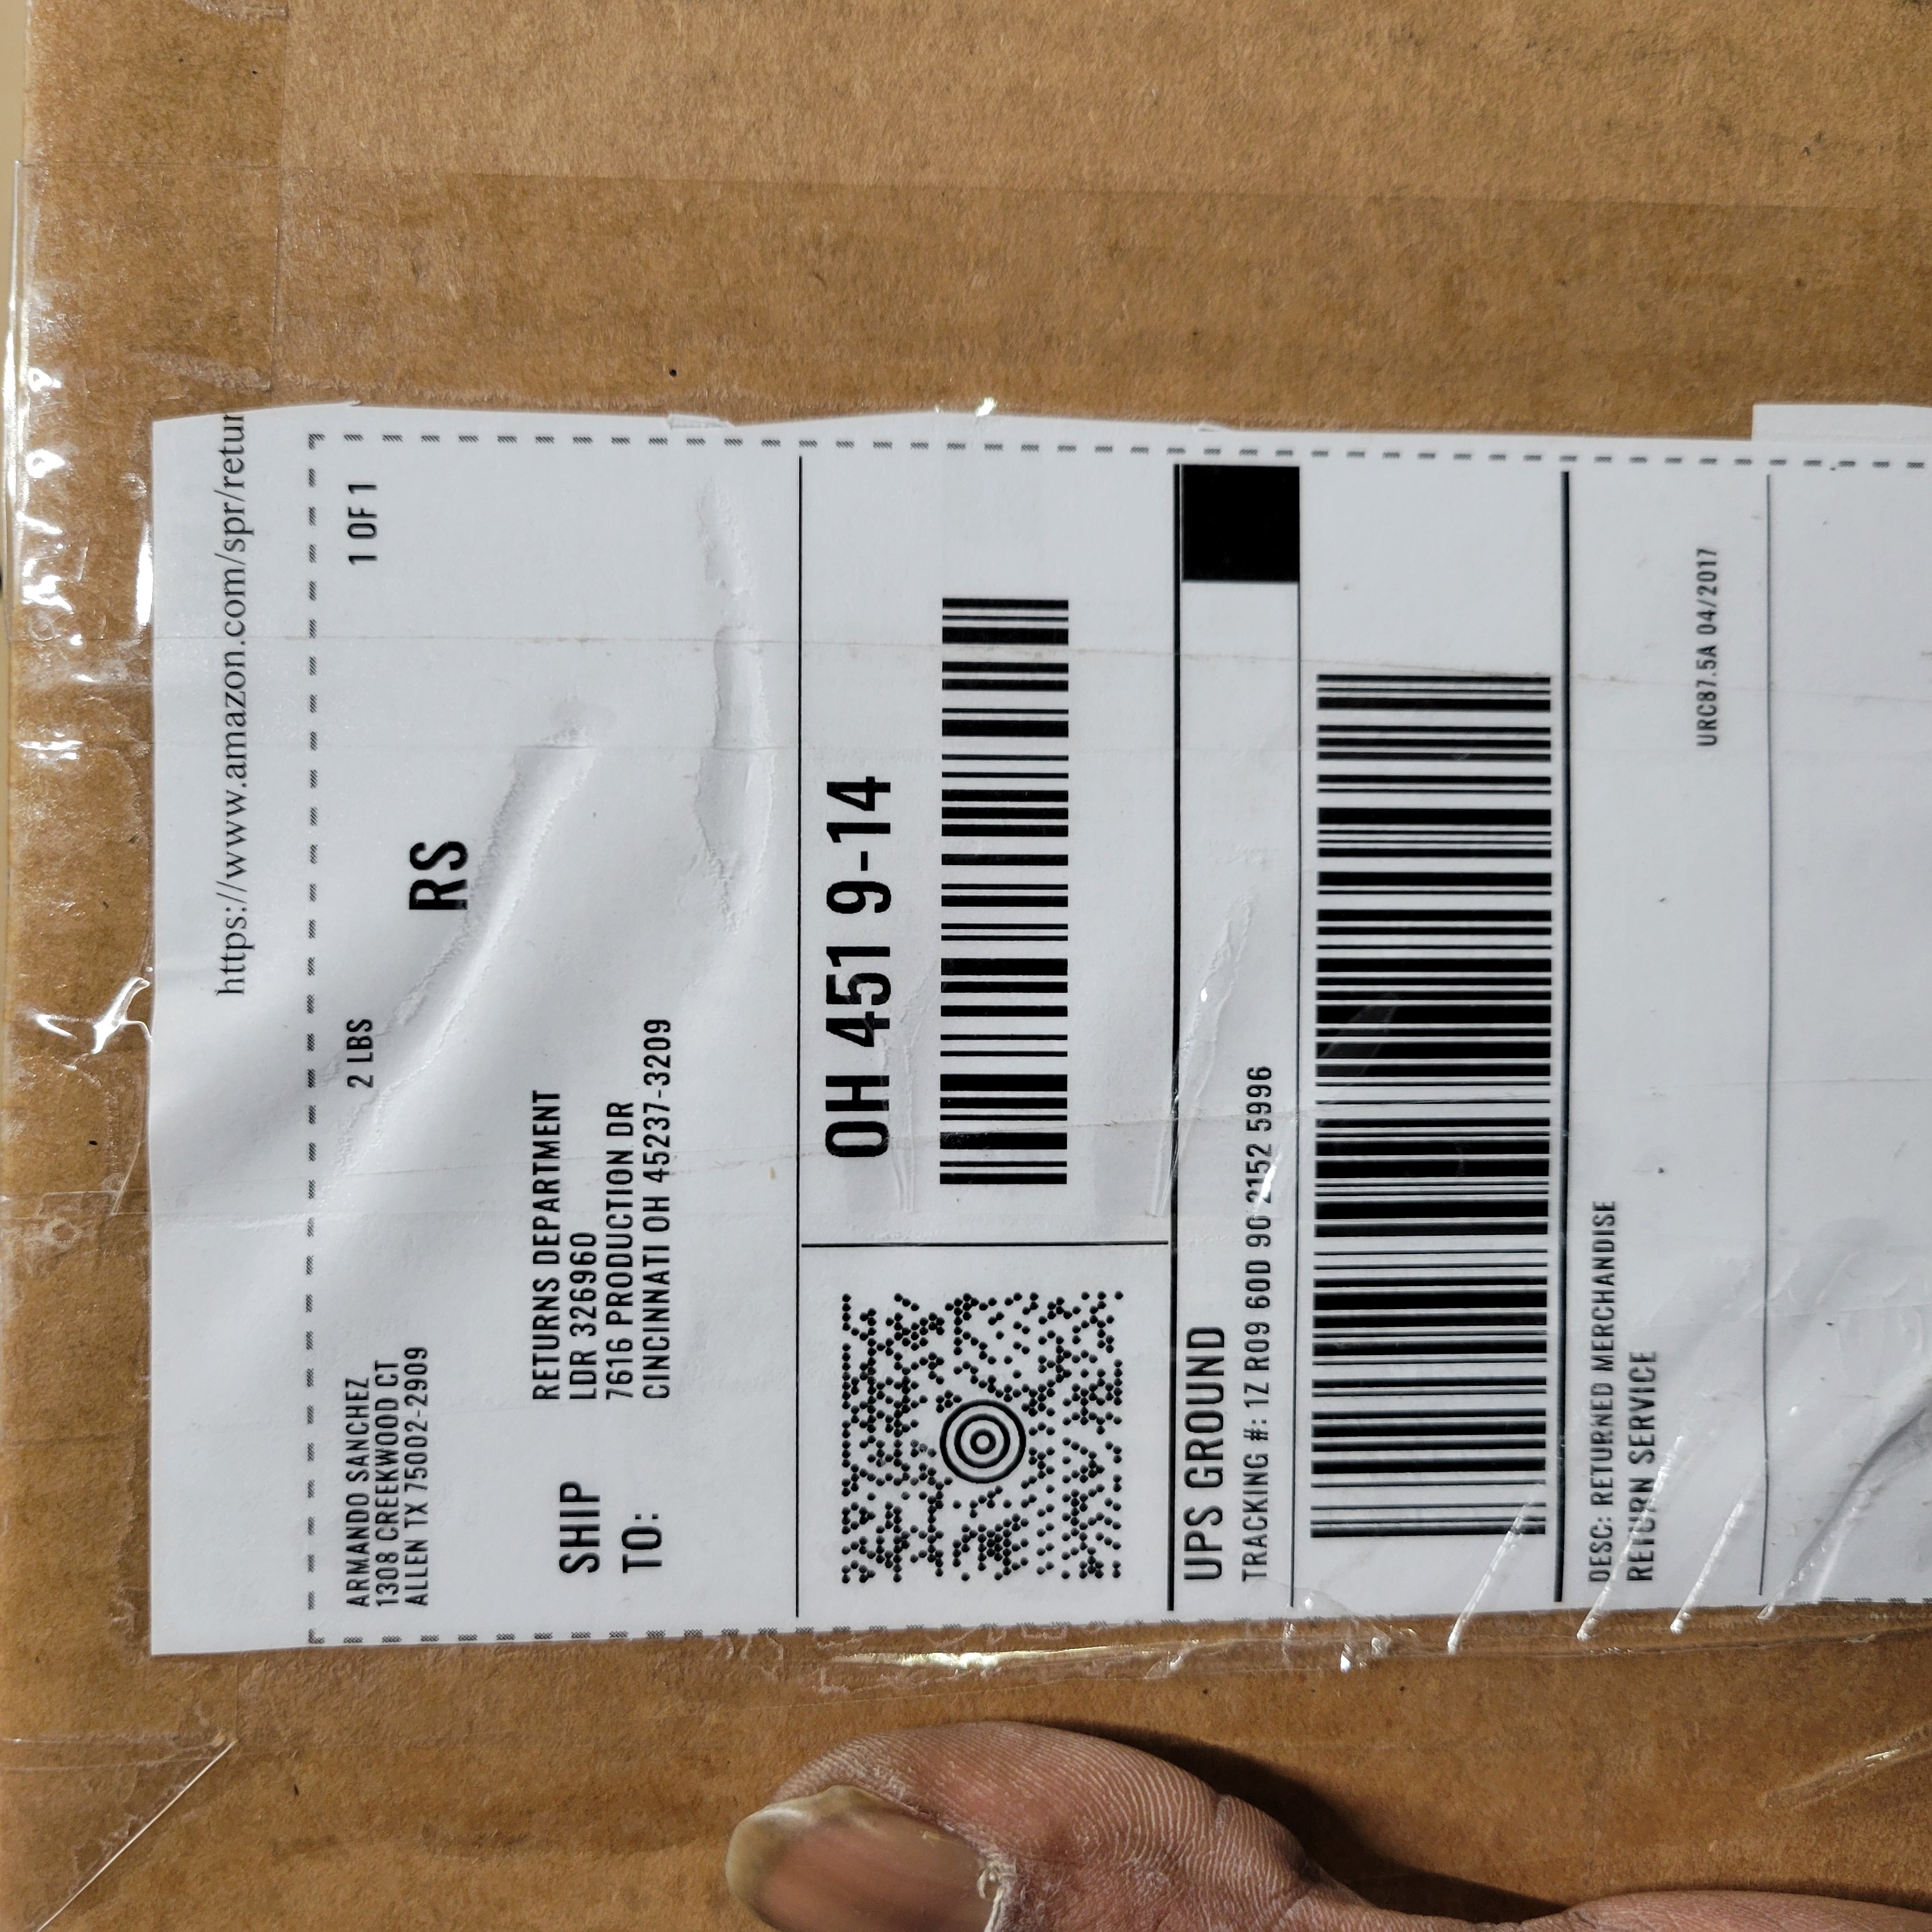 https://www.amazon.com/spr/retur
ARMANDO SANCHEZ
1308 CREEKWOOD CT
ALLEN TX 75002-2909
2 LBS
1 OF 1
RS
SHIP
TO:
RETURNS DEPARTMENT
LDR 326960
7616 PRODUCTION DR
CINCINNATI OH 45237-3209
OH 451 9-14
UPS GROUND
TRACKING #: 1Z R09 60D 90 2152 5996
DESC: RETURNED MERCHANDISE
RETURN SERVICE
URC87.5A 04/2017